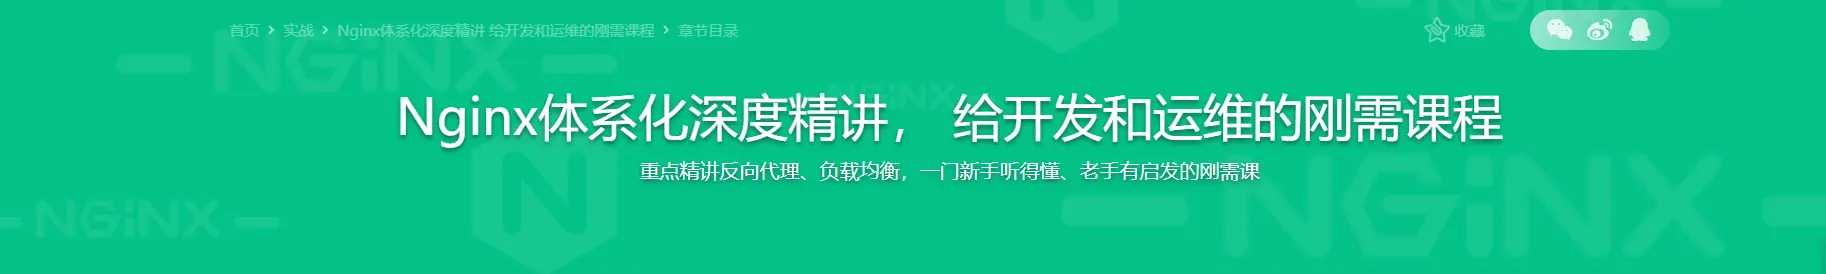 首页 > 实战 > Nginx体系化深度精讲 给开发和运维的刚需课程 > 章节目录
收藏
NGiNX
NGiNX
Nginx体系化深度精讲， 给开发和运维的刚需课程
重点精讲反向代理、负载均衡，一门新手听得懂、老手有启发的刚需课
NGiNX
NGiNX